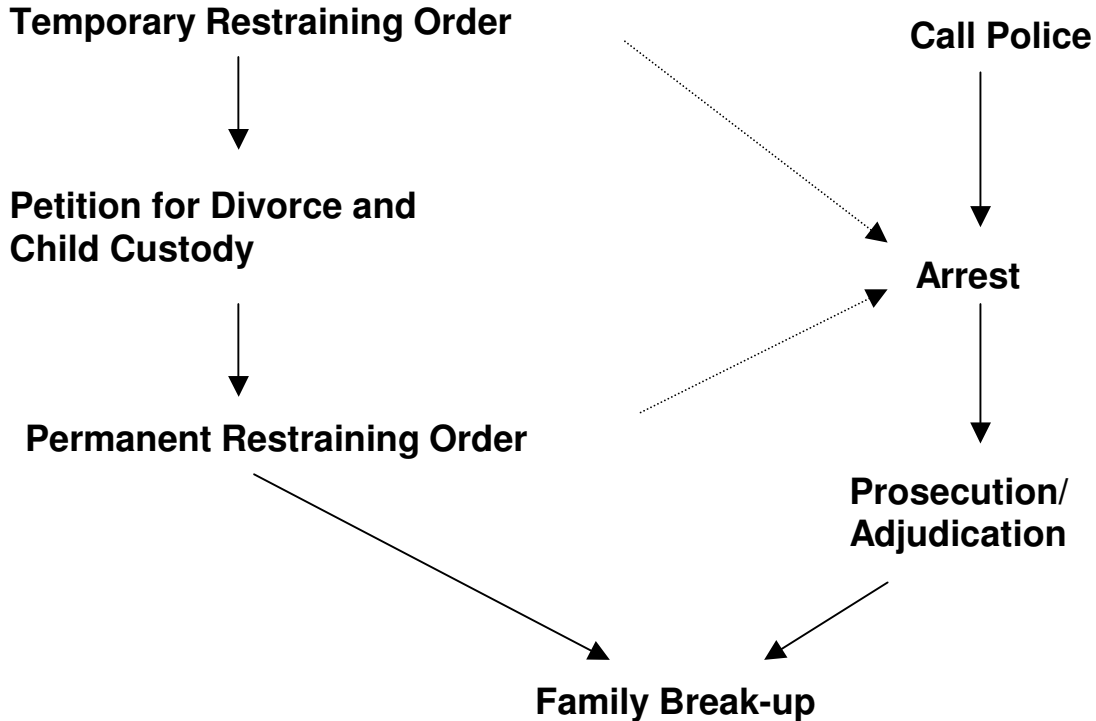 Temporary Restraining Order
Call Police
Petition for Divorce and
Child Custody
Arrest
Permanent Restraining Order
Prosecution/
Adjudication
Family Break-up